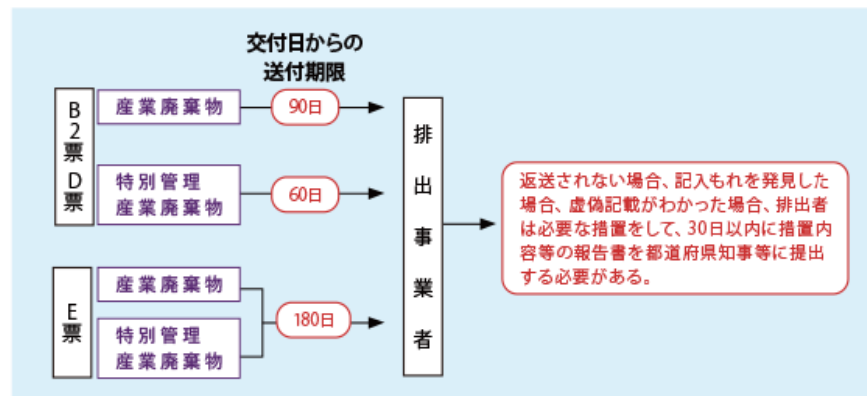 交付日からの
送付期限
B2票 D票
産業廃棄物
90日
特別管理
産業廃棄物
60日
E票
産業廃棄物
特別管理
産業廃棄物
180日
排出事業者
返送されない場合、記入もれを発見した
場合、虚偽記載がわかった場合、排出者
は必要な措置をして、30日以内に措置内
容等の報告書を都道府県知事等に提出
する必要がある。